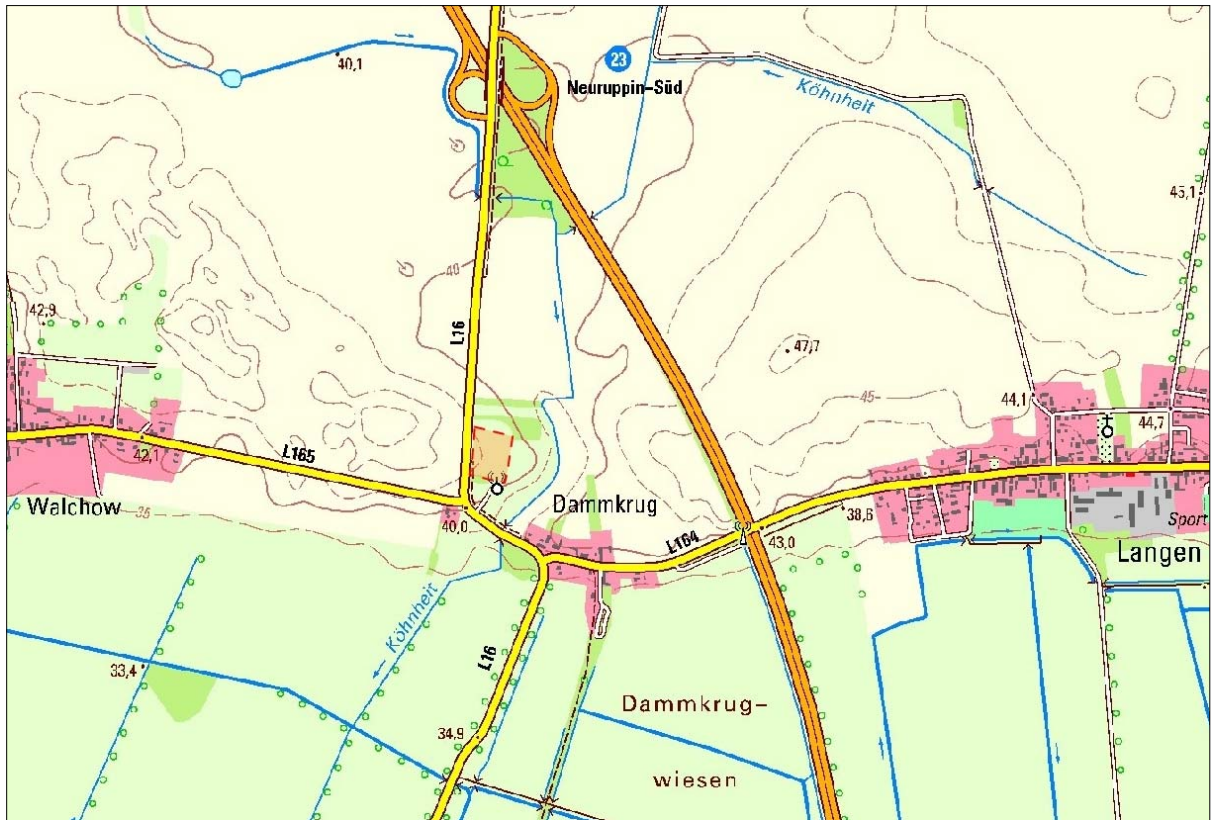 40,1
23
Neuruppin-Süd
Köhnheit
45,1
40
42,9
L16
47,7
45
44,1
44,7
42,1
L165
Walchow
35
40,0
Dammkrug
L164
43,0
38,6
Sport
Langen
Köhnheit
33,4
L16
34,9
Dammkrug-
wiesen